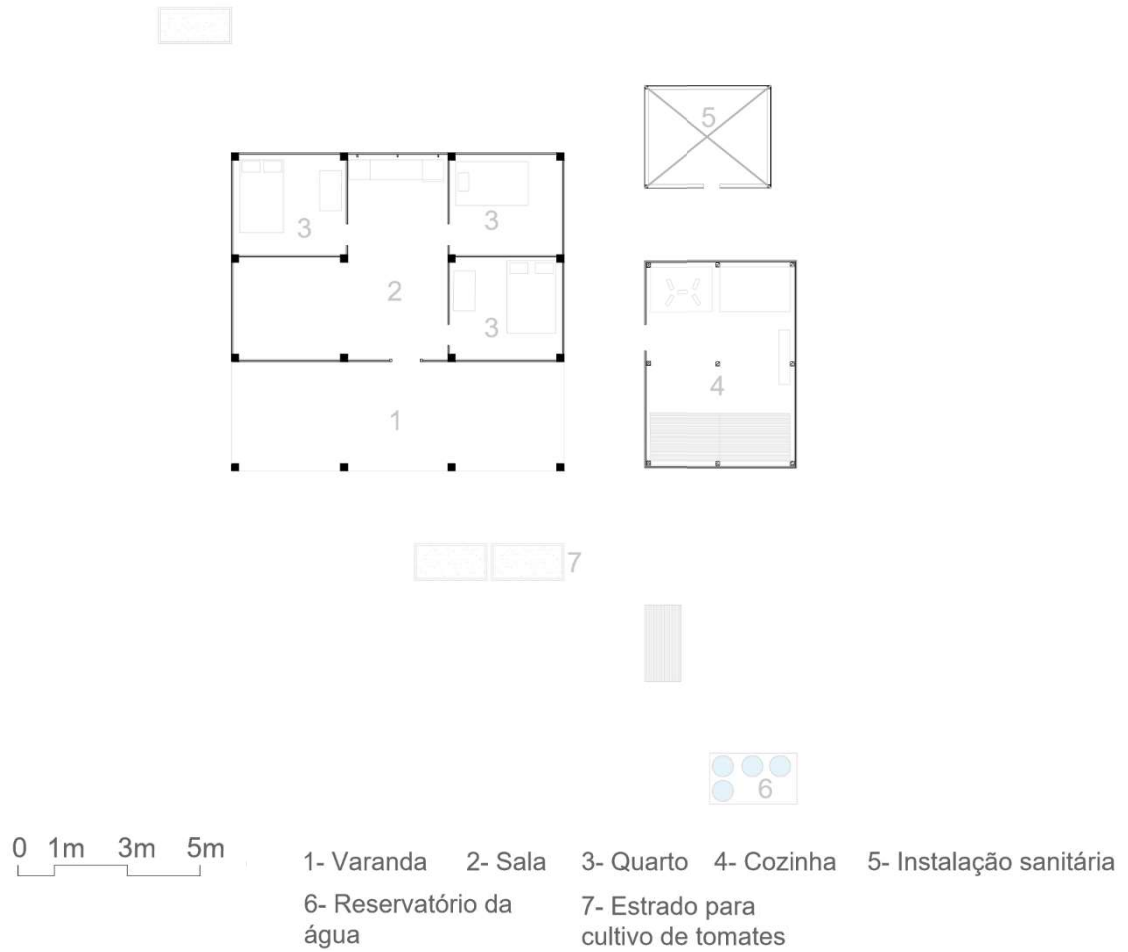 5
3
3
2
3
4
1
7
6
0 1m 3m 5m
1- Varanda 2- Sala 3- Quarto 4- Cozinha 5- Instalação sanitária
6- Reservatório da água
7- Estrado para cultivo de tomates